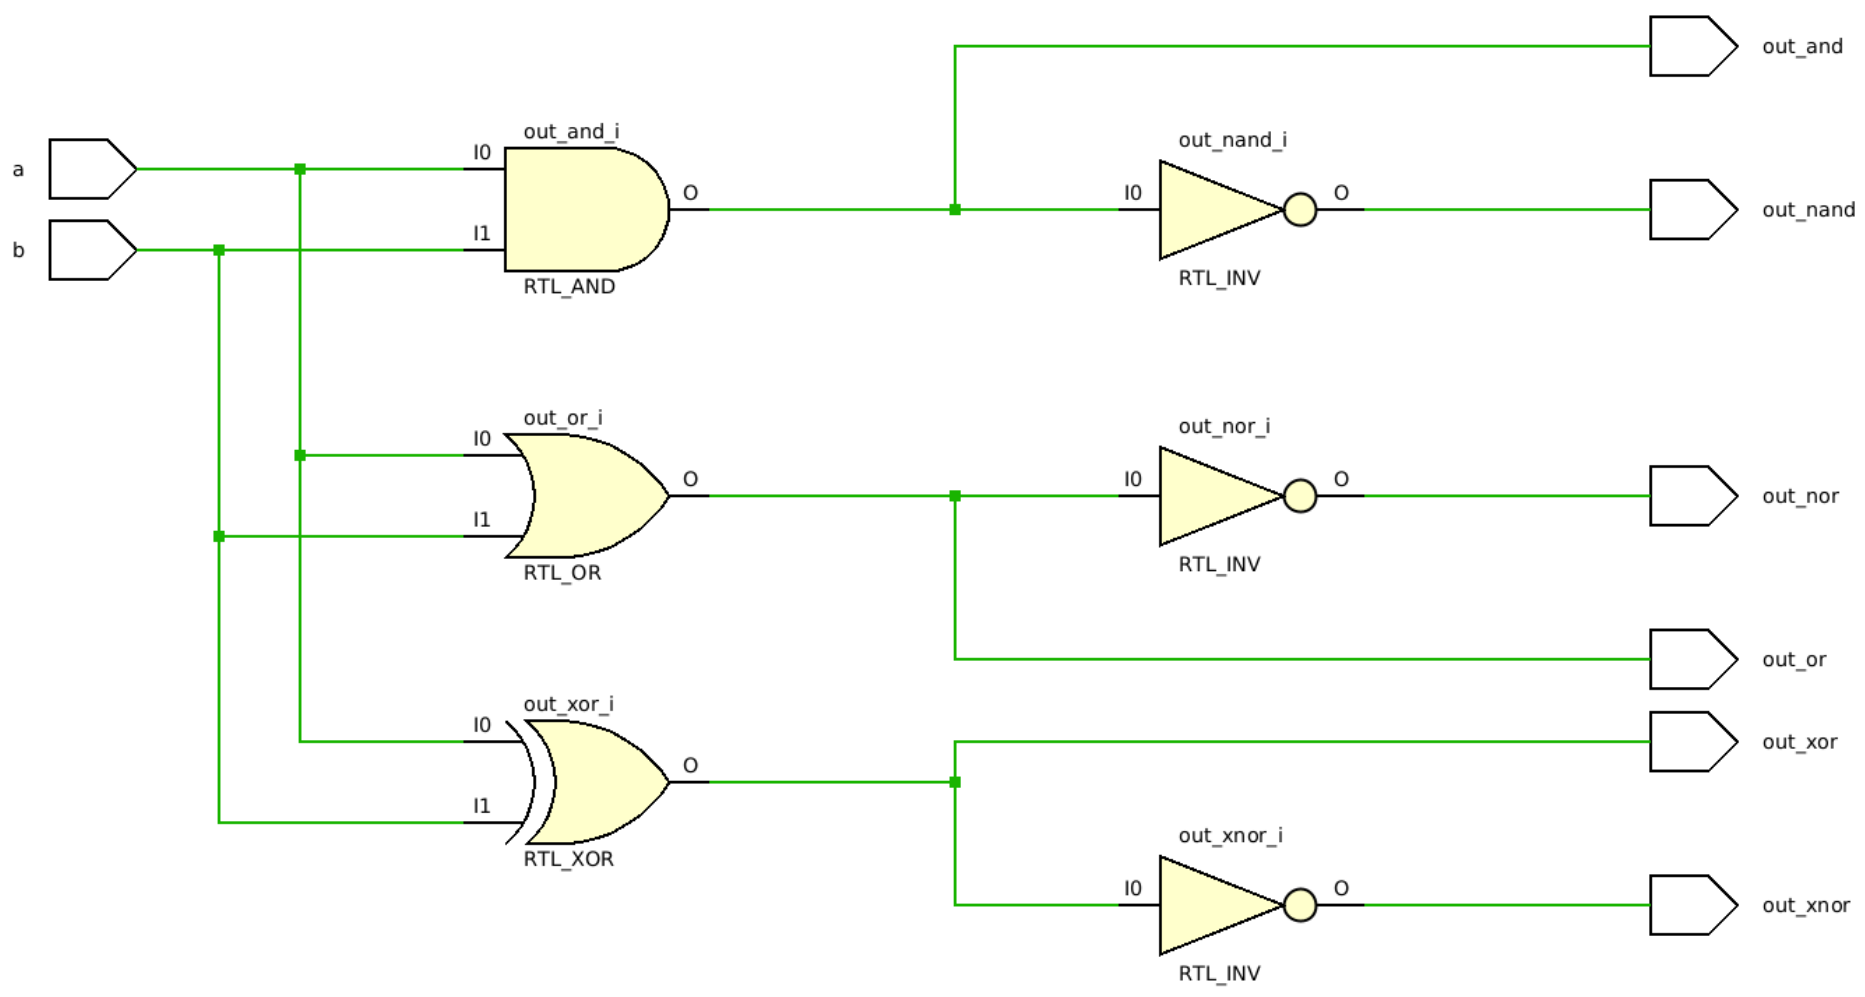 out_and
out_and_i
a
I0
O
out_nand_i
I0
O
out_nand
b
I1
RTL_AND
RTL_INV
out_or_i
I0
O
out_nor_i
I0
O
out_nor
I1
RTL_OR
RTL_INV
out_or
out_xor_i
I0
O
out_xor
I1
RTL_XOR
out_xnor_i
I0
O
out_xnor
RTL_INV